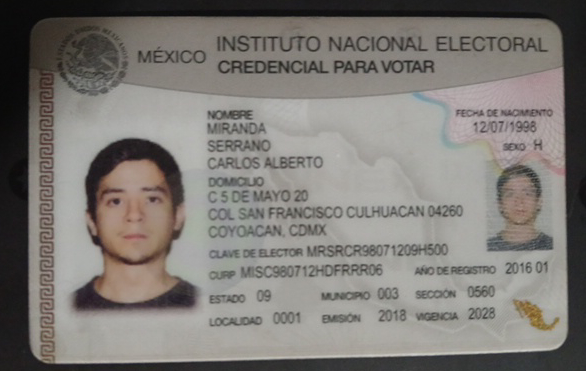 MÉXICO INSTITUTO NACIONAL ELECTORAL
CREDENCIAL PARA VOTAR
NOMBRE
MIRANDA
SERRANO
CARLOS ALBERTO
FECHA DE NACIMIENTO
12/07/1998
SEXO H
DOMICILIO
C 5 DE MAYO 20
COL SAN FRANCISCO CULHUACAN 04260
COYOACAN, CDMX
CLAVE DE ELECTOR MRSRCR98071209H500
CURP MISC980712HDFRRR06 AÑO DE REGISTRO 2016 01
ESTADO 09 MUNICIPIO 003 SECCIÓN 0560
LOCALIDAD 0001 EMISIÓN 2018 VIGENCIA 2028